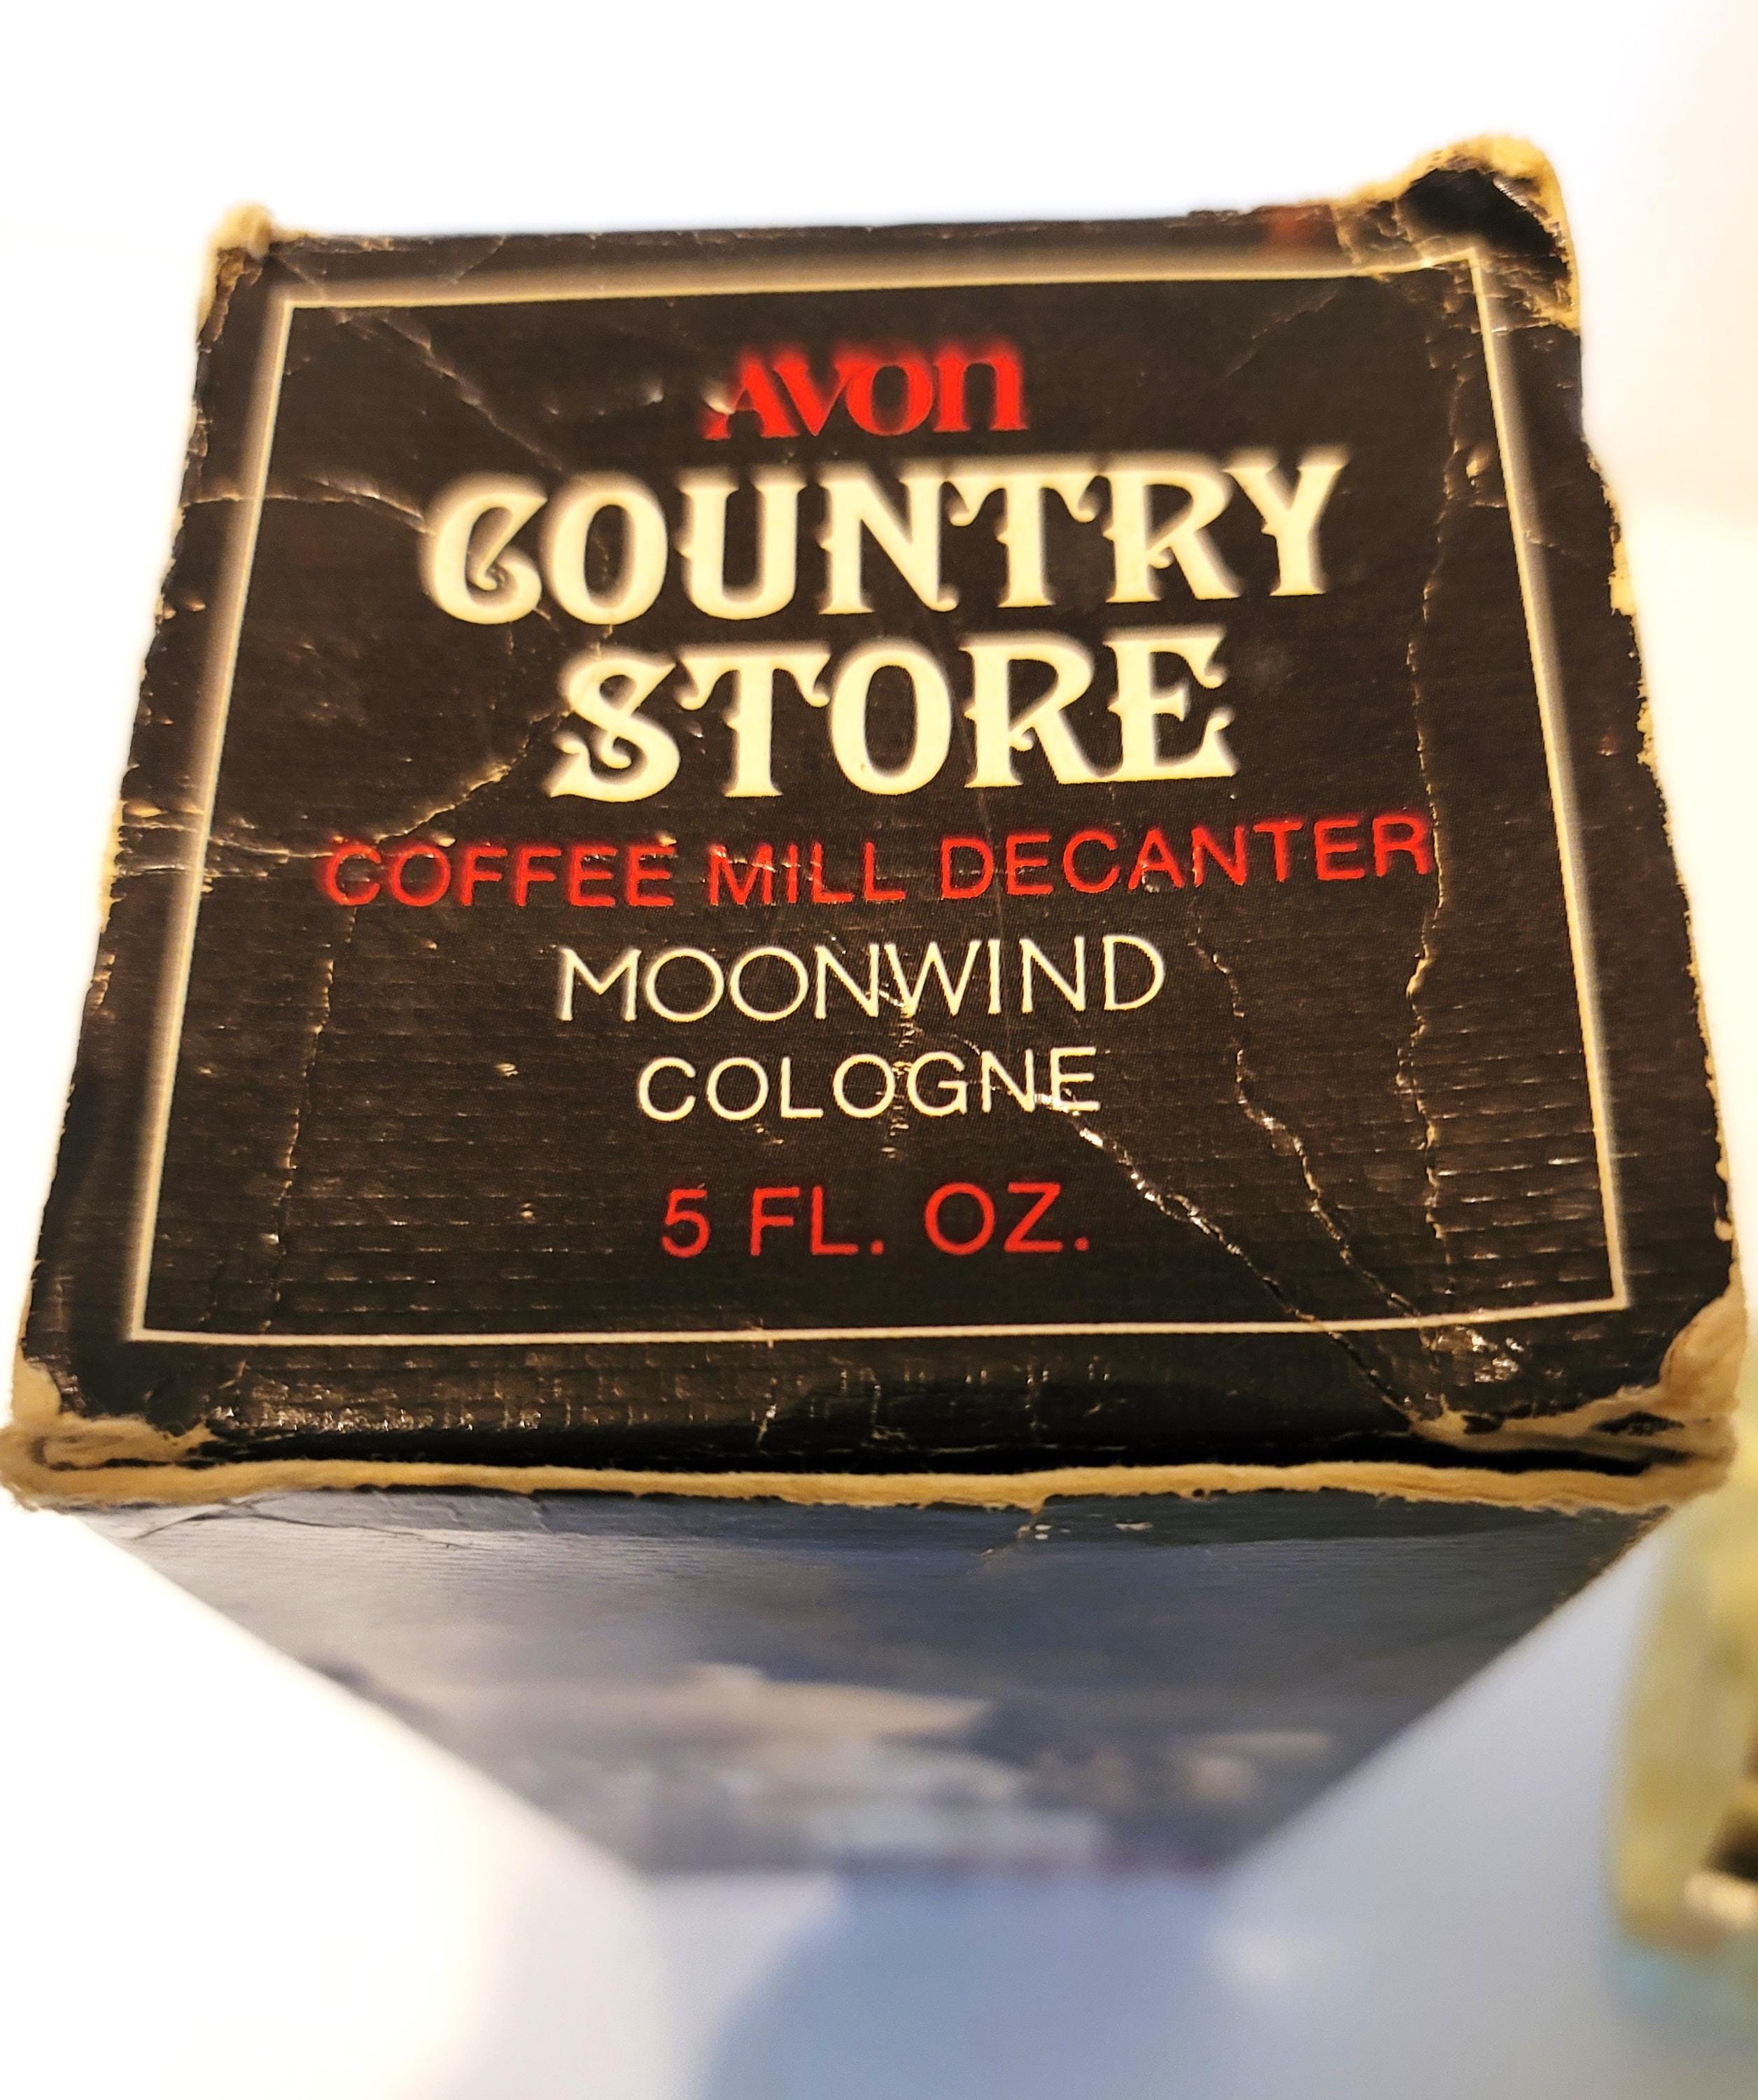 AVON
COUNTRY
STORE
COFFEE MILL DECANTER
MOONWIND
COLOGNE
5 FL. OZ.